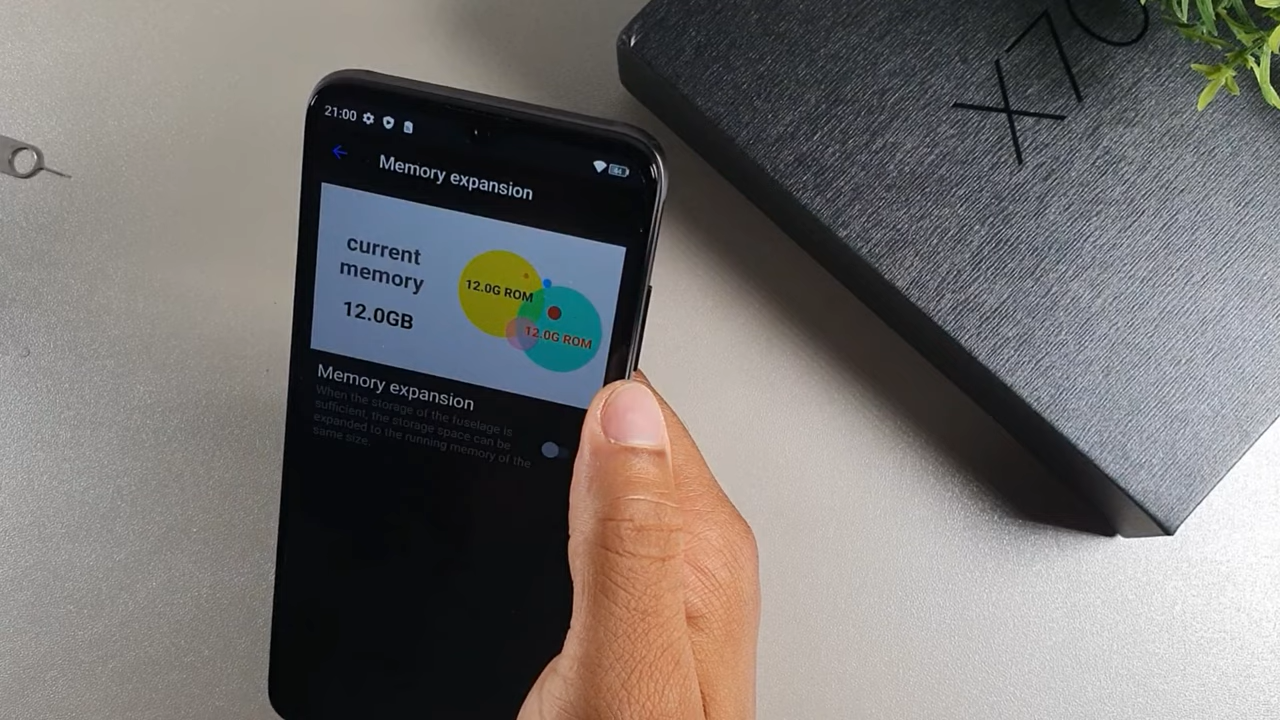 21:00
Memory expansion
current
memory
12.0GB
12.0G ROM
12.0G ROM
Memory expansion
When the storage of the fuselage is
sufficient, the storage space can be
expanded to the running memory of the
same size.
X70